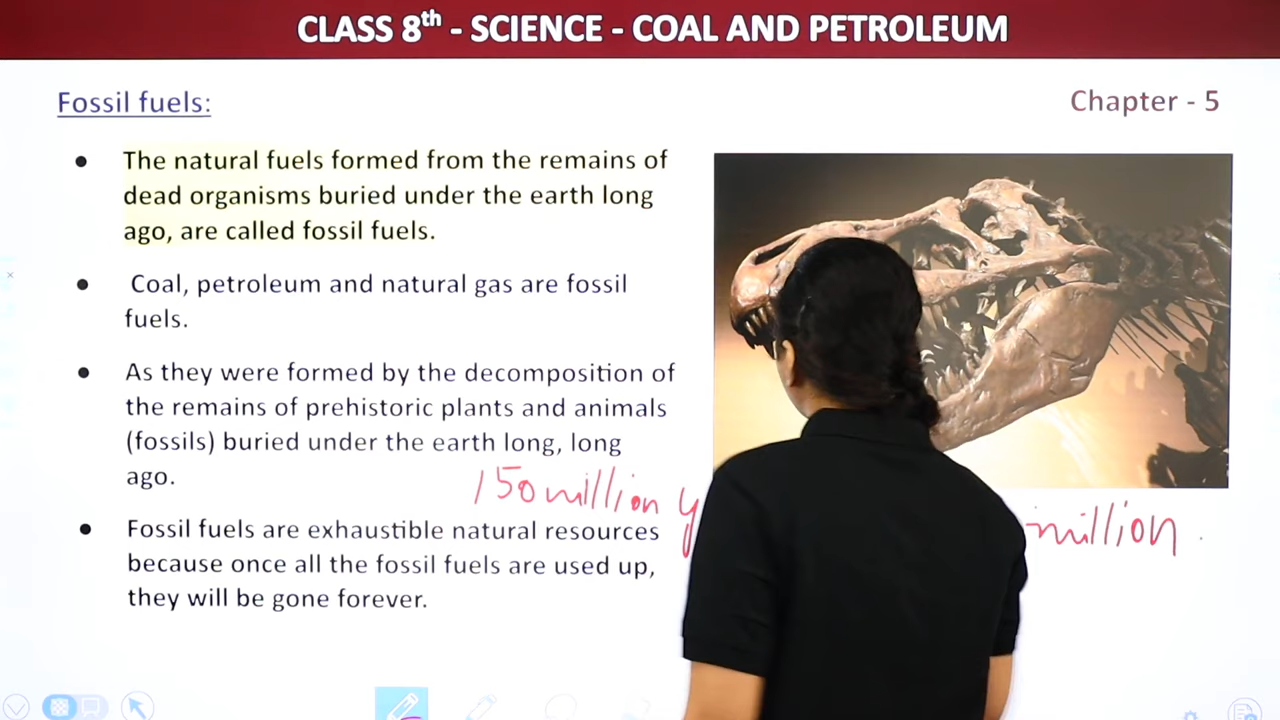 CLASS 8th - SCIENCE - COAL AND PETROLEUM
Fossil fuels:
Chapter - 5
● The natural fuels formed from the remains of
dead organisms buried under the earth long
ago, are called fossil fuels.
● Coal, petroleum and natural gas are fossil
fuels.
● As they were formed by the decomposition of
the remains of prehistoric plants and animals
(fossils) buried under the earth long, long
ago.
150 million y
million
● Fossil fuels are exhaustible natural resources
because once all the fossil fuels are used up,
they will be gone forever.